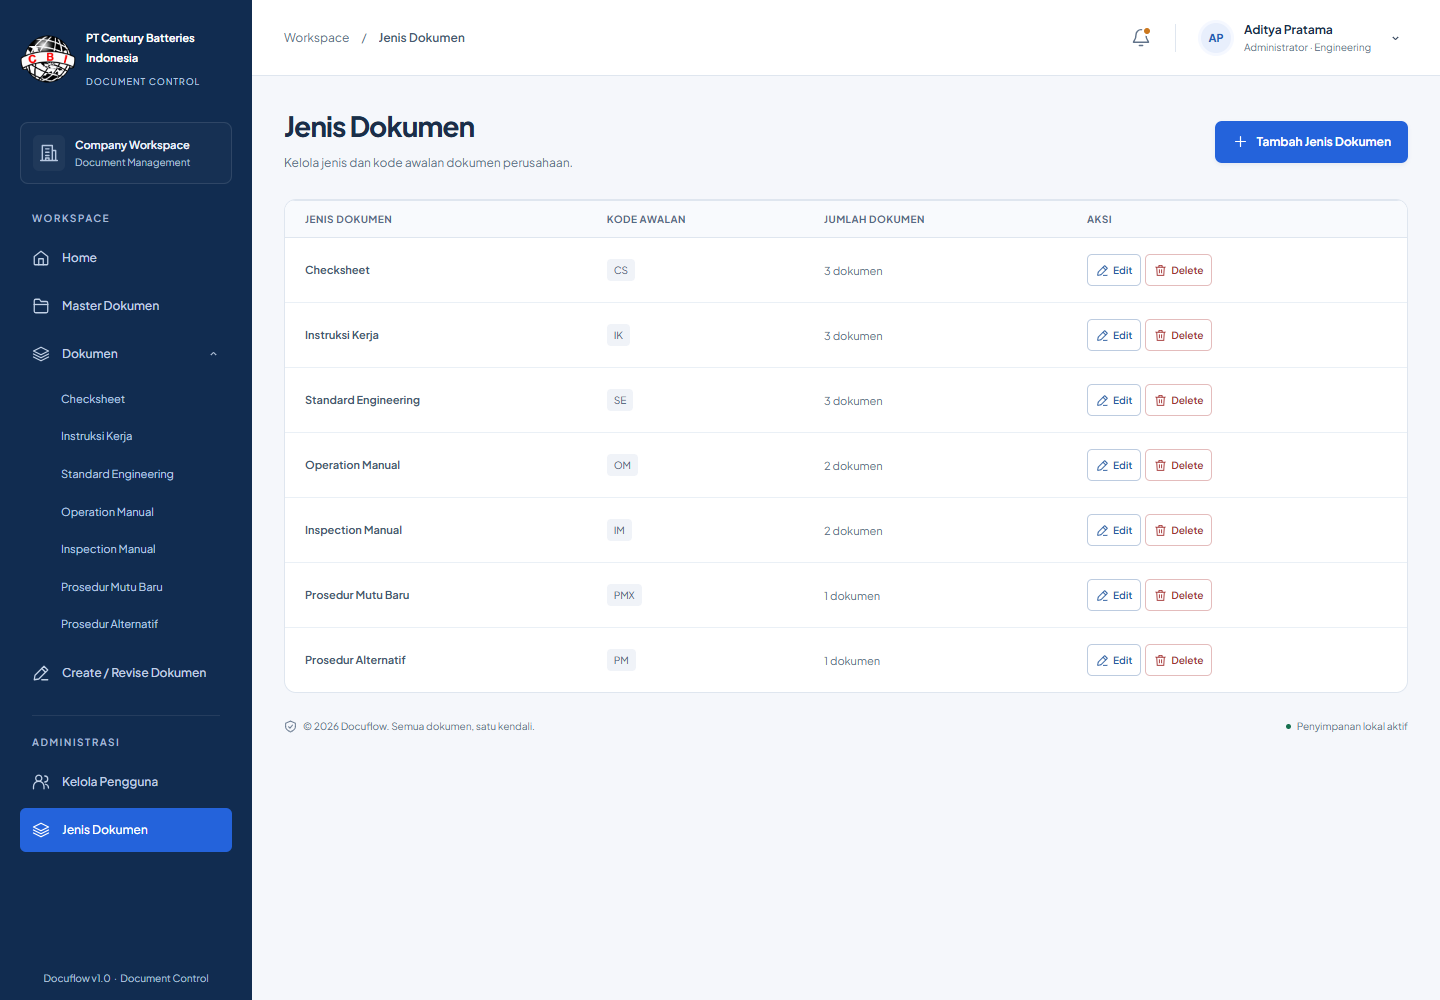 CBI
PT Century Batteries
Indonesia
DOCUMENT CONTROL
Company Workspace
Document Management
WORKSPACE
Home
Master Dokumen
Dokumen
Checksheet
Instruksi Kerja
Standard Engineering
Operation Manual
Inspection Manual
Prosedur Mutu Baru
Prosedur Alternatif
Create / Revise Dokumen
ADMINISTRASI
Kelola Pengguna
Jenis Dokumen
Docuflow v1.0 · Document Control
Workspace / Jenis Dokumen
AP
Aditya Pratama
Administrator · Engineering
Jenis Dokumen
Kelola jenis dan kode awalan dokumen perusahaan.
Tambah Jenis Dokumen
JENIS DOKUMEN KODE AWALAN JUMLAH DOKUMEN AKSI
Checksheet CS 3 dokumen Edit Delete
Instruksi Kerja IK 3 dokumen Edit Delete
Standard Engineering SE 3 dokumen Edit Delete
Operation Manual OM 2 dokumen Edit Delete
Inspection Manual IM 2 dokumen Edit Delete
Prosedur Mutu Baru PMX 1 dokumen Edit Delete
Prosedur Alternatif PM 1 dokumen Edit Delete
© 2026 Docuflow. Semua dokumen, satu kendali.
Penyimpanan lokal aktif